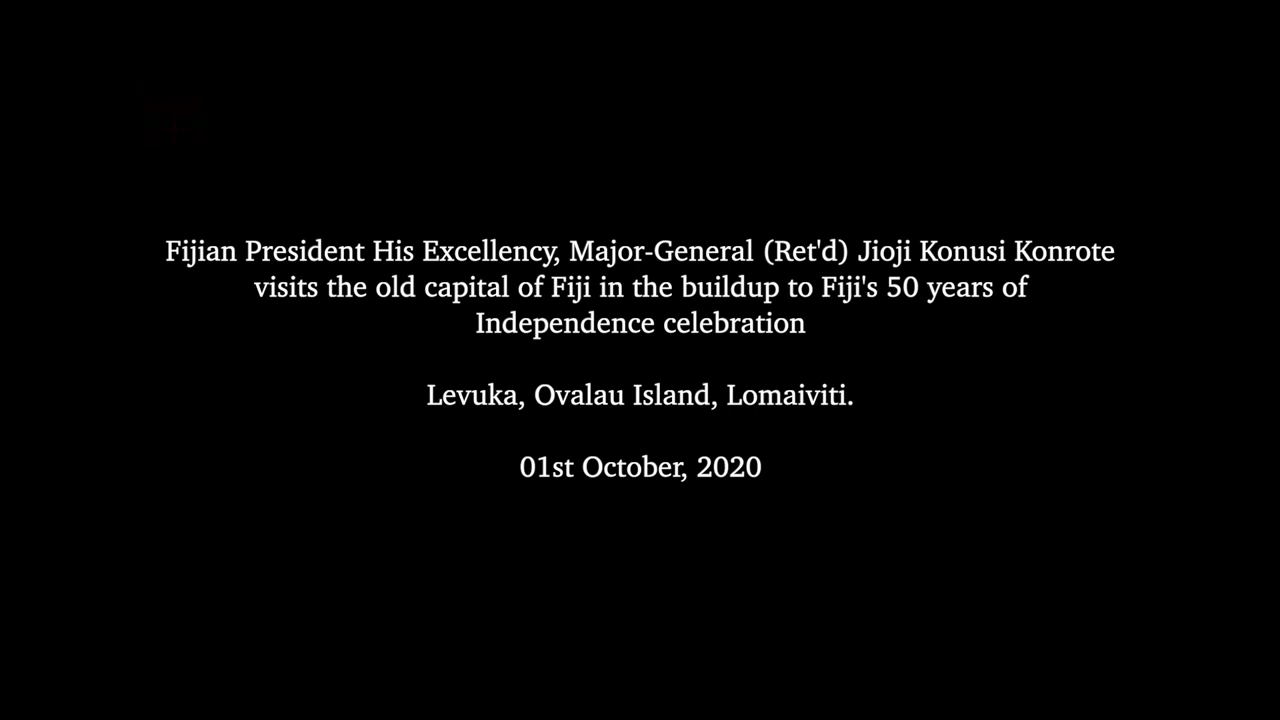 Fijian President His Excellency, Major-General (Ret'd) Jioji Konusi Konrote
visits the old capital of Fiji in the buildup to Fiji's 50 years of
Independence celebration
Levuka, Ovalau Island, Lomaiviti.
01st October, 2020